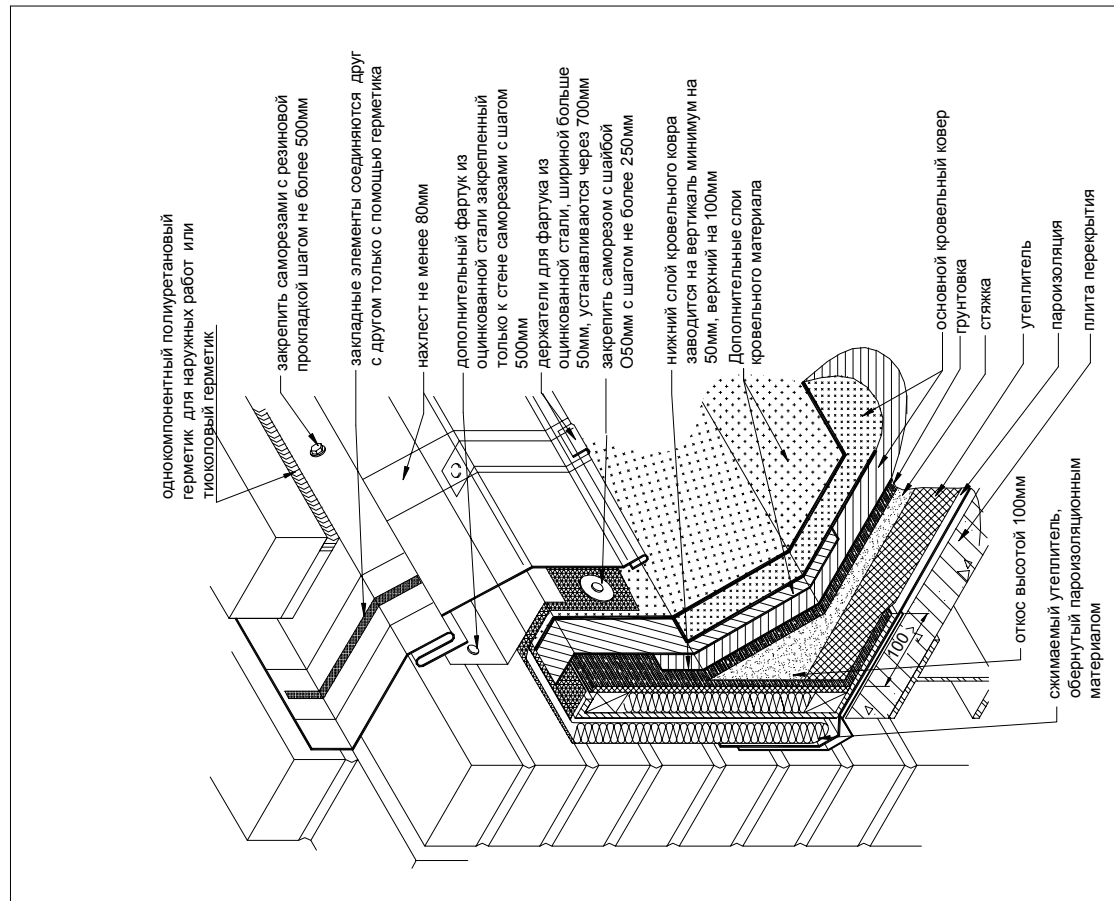 однокомпонентный полиуретановый
герметик для наружных работ или
тиоколовый герметик
закрепить саморезами с резиновой
прокладкой шагом не более 500мм
закладные элементы соединяются друг
с другом только с помощью герметика
нахлест не менее 80мм
дополнительный фартук из
оцинкованной стали закрепленный
только к стене саморезами с шагом
500мм
держатели для фартука из
оцинкованной стали, шириной больше
50мм, устанавливаются через 700мм
закрепить саморезом с шайбой
О50мм с шагом не более 250мм
нижний слой кровельного ковра
заводится на вертикаль минимум на
50мм, верхний на 100мм
Дополнительные слои
кровельного материала
основной кровельный ковер
грунтовка
стяжка
утеплитель
пароизоляция
плита перекрытия
100
откос высотой 100мм
сжимаемый утеплитель,
обернутый пароизоляционным
материалом